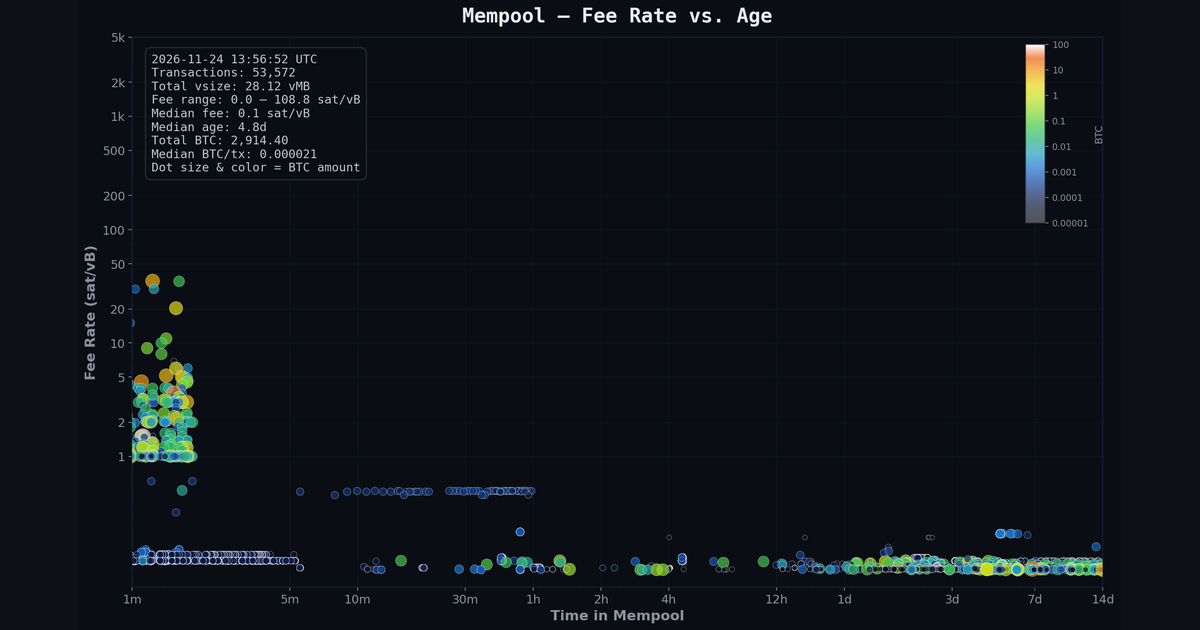 Mempool — Fee Rate vs. Age
2026-11-24 13:56:52 UTC
Transactions: 53,572
Total vsize: 28.12 vMB
Fee range: 0.0 — 108.8 sat/vB
Median fee: 0.1 sat/vB
Median age: 4.8d
Total BTC: 2,914.40
Median BTC/tx: 0.000021
Dot size & color = BTC amount
100
10
1
0.1
0.01
0.001
0.0001
0.00001
BTC
Fee Rate (sat/vB)
5k
2k
1k
500
200
100
50
20
10
5
2
1
1m
5m
10m
30m
1h
2h
4h
12h
1d
3d
7d
14d
Time in Mempool